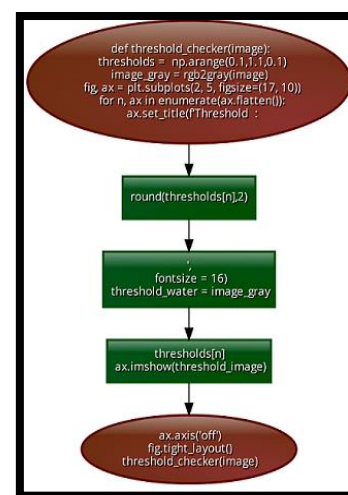 def threshold_checker(image):
thresholds = np.arange(0.1,1.1,0.1)
image_gray = rgb2gray(image)
fig, ax = plt.subplots(2, 5, figsize=(17, 10))
for n, ax in enumerate(ax.flatten()):
ax.set_title(f'Threshold :
round(thresholds[n],2)
',
fontsize = 16)
threshold_water = image_gray
thresholds[n]
ax.imshow(threshold_image)
ax.axis('off')
fig.tight_layout()
threshold_checker(image)